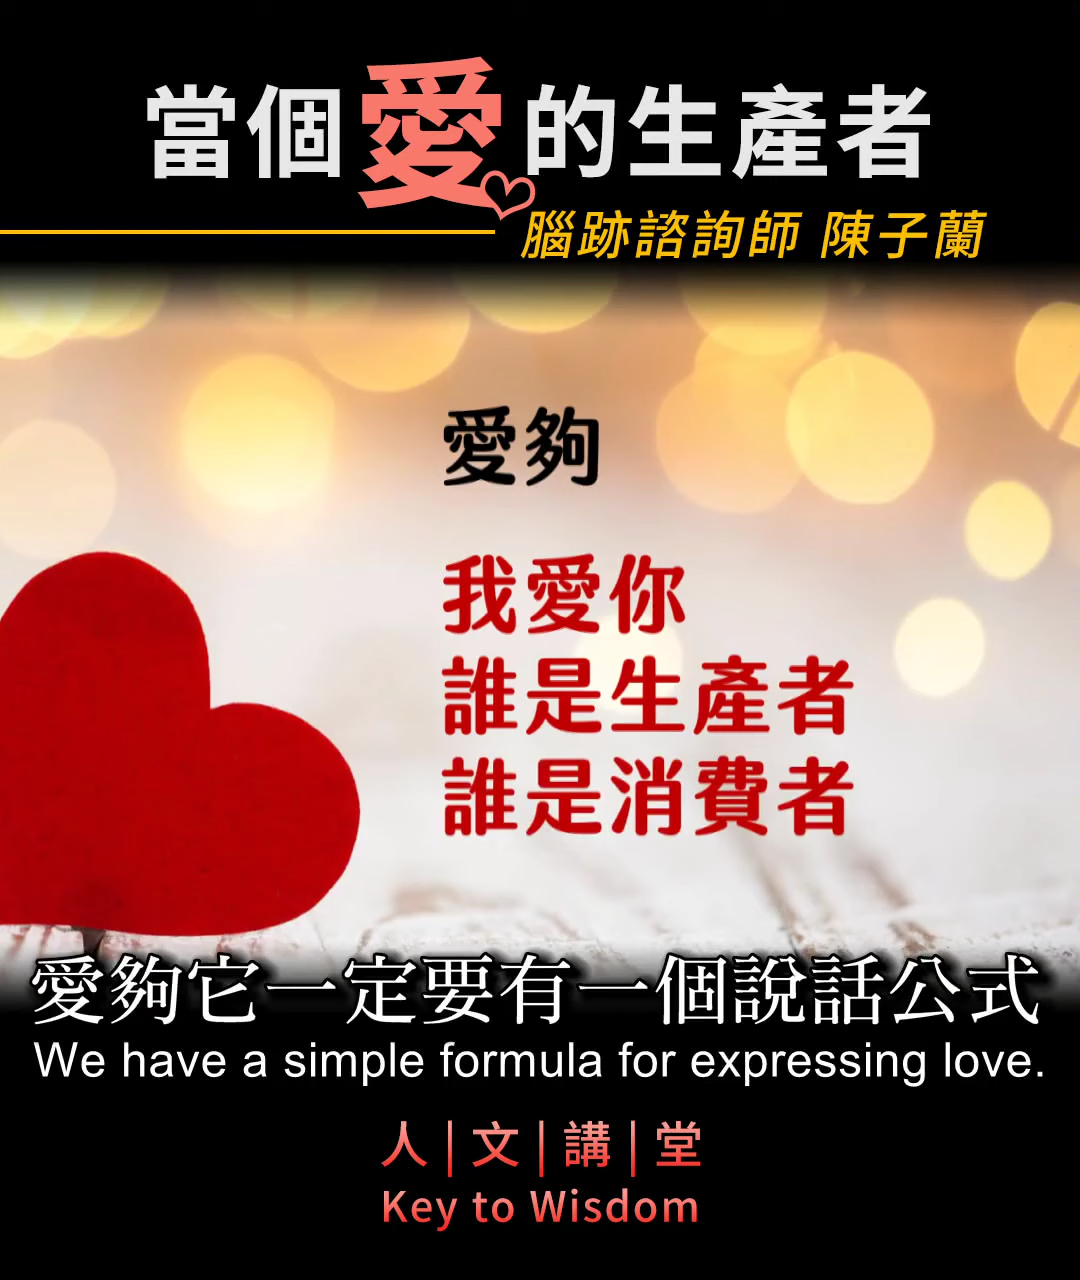 當個愛的生產者
腦跡諮詢師 陳子蘭
愛夠
我愛你
誰是生產者
誰是消費者
愛夠它一定要有一個說話公式
We have a simple formula for expressing love.
人|文|講|堂
Key to Wisdom